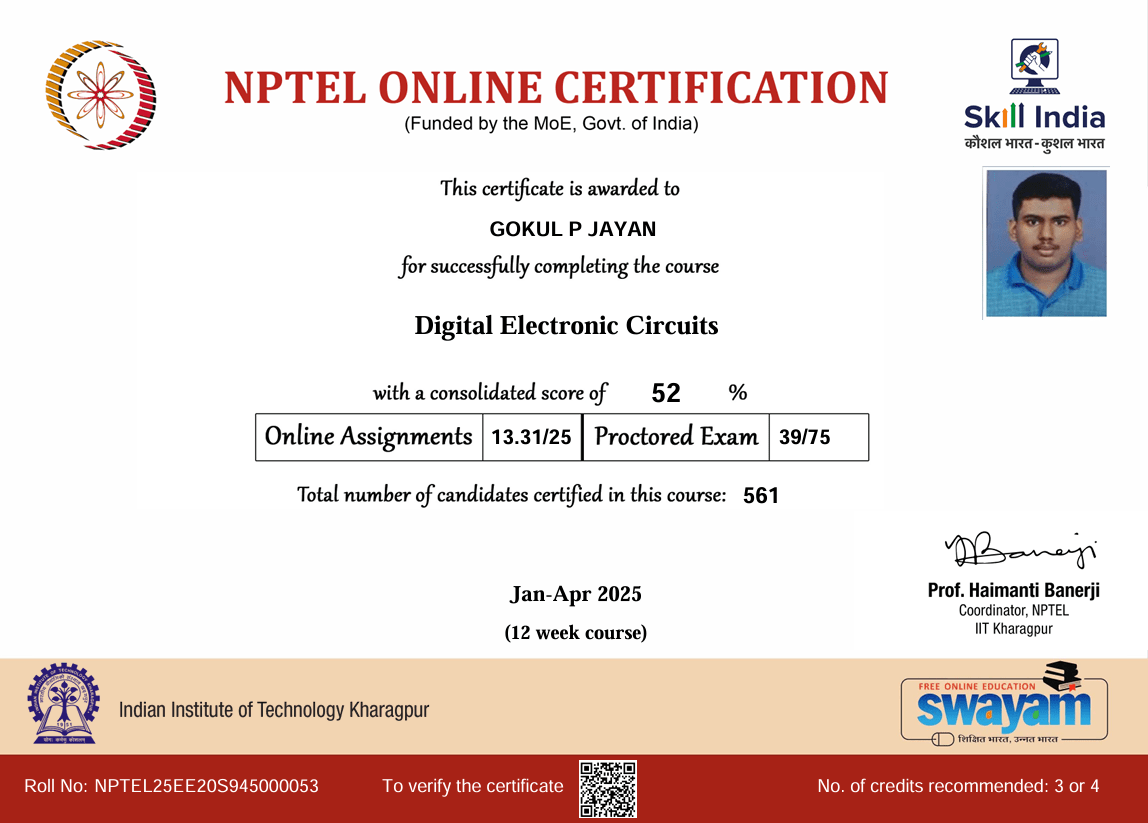 NPTEL ONLINE CERTIFICATION
(Funded by the MoE, Govt. of India)
Skill India
कौशल भारत - कुशल भारत
This certificate is awarded to
GOKUL P JAYAN
for successfully completing the course
Digital Electronic Circuits
with a consolidated score of 52 %
Online Assignments 13.31/25 Proctored Exam 39/75
Total number of candidates certified in this course: 561
Jan-Apr 2025
(12 week course)
Prof. Haimanti Banerji
Coordinator, NPTEL
IIT Kharagpur
Indian Institute of Technology Kharagpur
FREE ONLINE EDUCATION
swayam
शिक्षित भारत, उन्नत भारत
Roll No: NPTEL25EE20S945000053 To verify the certificate No. of credits recommended: 3 or 4